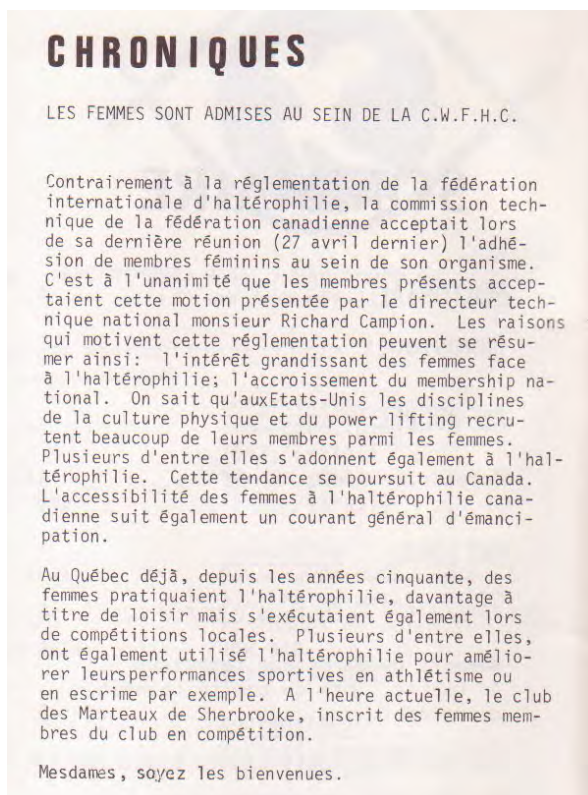 CHRONIQUES
LES FEMMES SONT ADMISES AU SEIN DE LA C.W.F.H.C.
Contrairement à la réglementation de la fédération
internationale d'haltérophilie, la commission tech-
nique de la fédération canadienne acceptait lors
de sa dernière réunion (27 avril dernier) l'adhé-
sion de membres féminins au sein de son organisme.
C'est à l'unanimité que les membres présents accep-
taient cette motion présentée par le directeur tech-
nique national monsieur Richard Campion. Les raisons
qui motivent cette réglementation peuvent se résu-
mer ainsi: l'intérêt grandissant des femmes face
à l'haltérophilie; l'accroissement du membership na-
tional. On sait qu'auxEtats-Unis les disciplines
de la culture physique et du power lifting recru-
tent beaucoup de leurs membres parmi les femmes.
Plusieurs d'entre elles s'adonnent également à l'hal-
térophilie. Cette tendance se poursuit au Canada.
L'accessibilité des femmes à l'haltérophilie cana-
dienne suit également un courant général d'émanci-
pation.
Au Québec déjà, depuis les années cinquante, des
femmes pratiquaient l'haltérophilie, davantage à
titre de loisir mais s'exécutaient également lors
de compétitions locales. Plusieurs d'entre elles,
ont également utilisé l'haltérophilie pour amélio-
rer leursperformances sportives en athlétisme ou
en escrime par exemple. A l'heure actuelle, le club
des Marteaux de Sherbrooke, inscrit des femmes mem-
bres du club en compétition.
Mesdames, soyez les bienvenues.